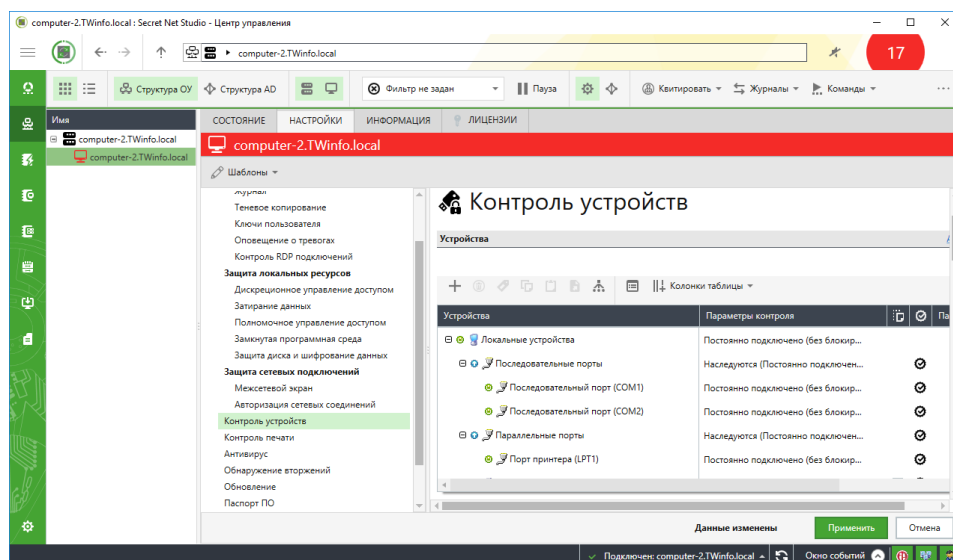 computer-2.TWinfo.local : Secret Net Studio - Центр управления
computer-2.TWinfo.local
17
Структура ОУ
Структура AD
Фильтр не задан
Пауза
Квитировать
Журналы
Команды
...
Имя
computer-2.TWinfo.local
computer-2.TWinfo.local
СОСТОЯНИЕ
НАСТРОЙКИ
ИНФОРМАЦИЯ
ЛИЦЕНЗИИ
computer-2.TWinfo.local
Шаблоны
Журнал
Теневое копирование
Ключи пользователя
Оповещение о тревогах
Контроль RDP подключений
Защита локальных ресурсов
Дискреционное управление доступом
Затирание данных
Полномочное управление доступом
Замкнутая программная среда
Защита диска и шифрование данных
Защита сетевых подключений
Межсетевой экран
Авторизация сетевых соединений
Контроль устройств
Контроль печати
Антивирус
Обнаружение вторжений
Обновление
Паспорт ПО
Контроль устройств
Устройства
Колонки таблицы
Устройства
Параметры контроля
Па
Локальные устройства
Постоянно подключено (без блокир...
Последовательные порты
Наследуются (Постоянно подключен...
Последовательный порт (COM1)
Постоянно подключено (без блокир...
Последовательный порт (COM2)
Постоянно подключено (без блокир...
Параллельные порты
Наследуются (Постоянно подключен...
Порт принтера (LPT1)
Постоянно подключено (без блокир...
Данные изменены
Применить
Отмена
Подключен: computer-2.TWinfo.local
Окно событий